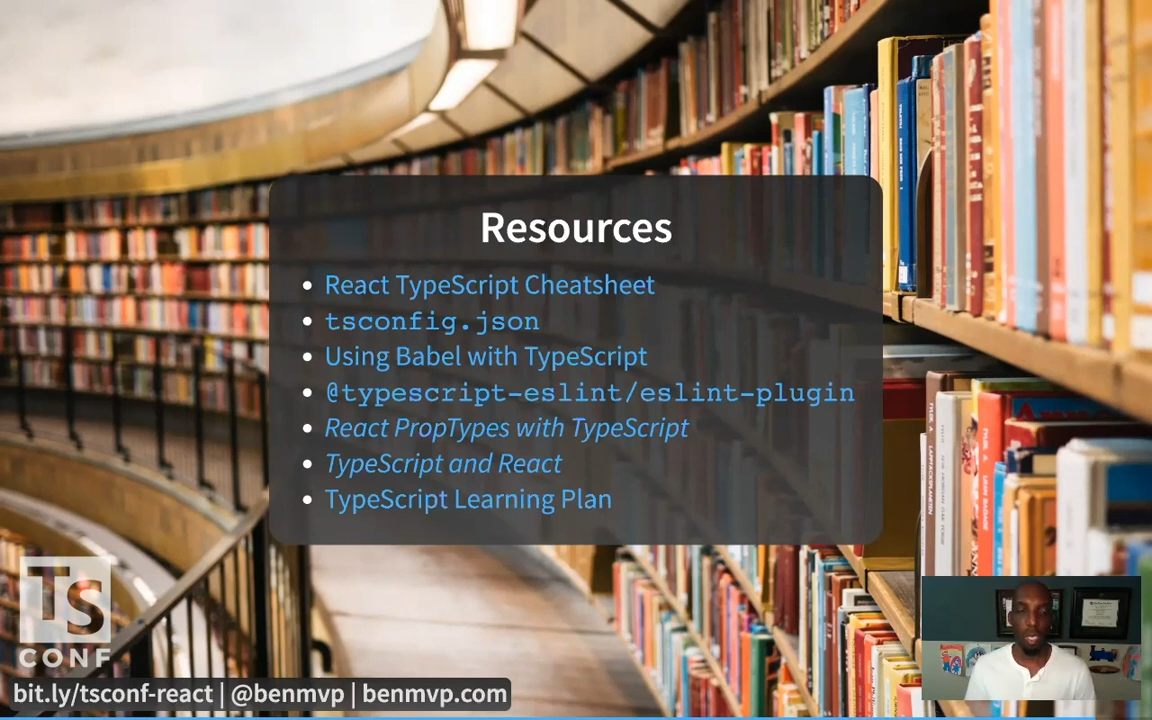 Resources
React TypeScript Cheatsheet
tsconfig.json
Using Babel with TypeScript
@typescript-eslint/eslint-plugin
React PropTypes with TypeScript
TypeScript and React
TypeScript Learning Plan
TS
CONF
bit.ly/tsconf-react | @benmvp | benmvp.com